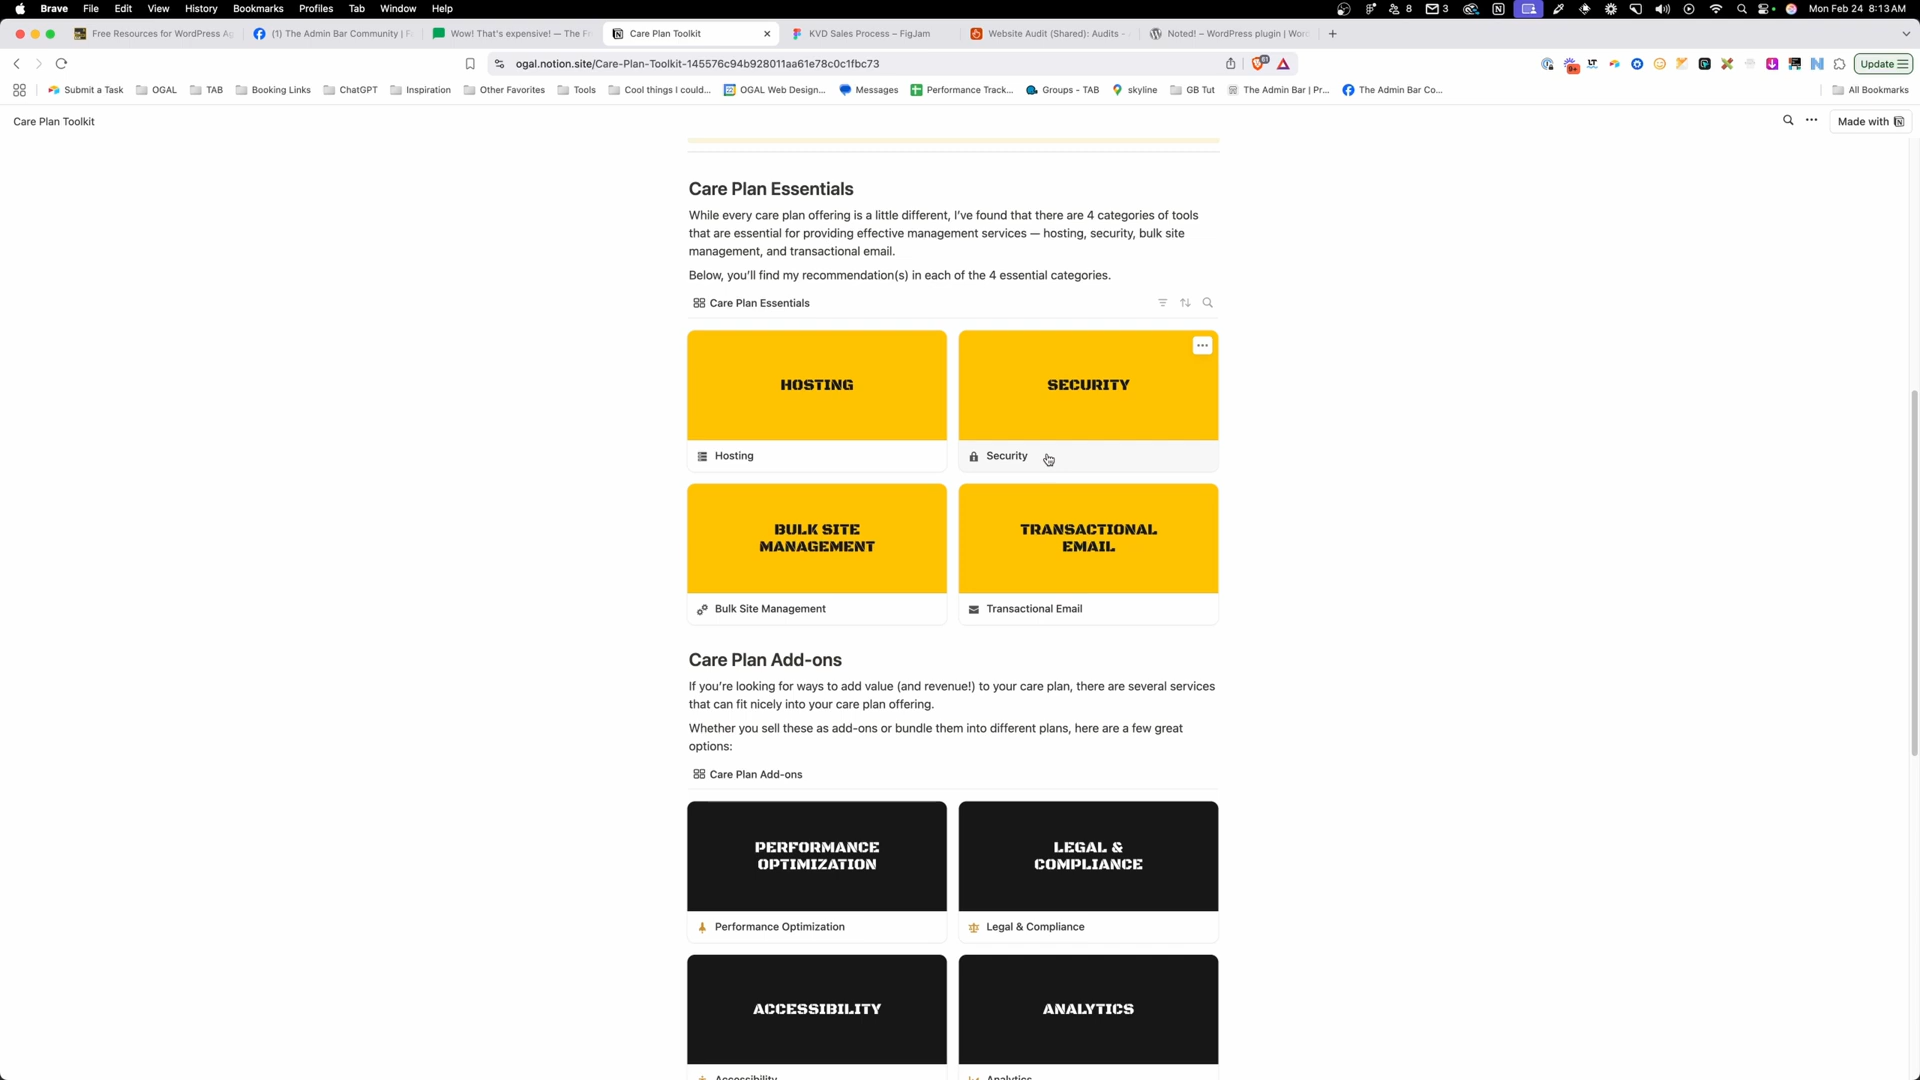 Brave File Edit View History Bookmarks Profiles Tab Window Help 8 3 Mon Feb 24 8:13 AM
Free Resources for WordPress Ag (1) The Admin Bar Community | F Wow! That's expensive! — The Fr Care Plan Toolkit KVD Sales Process – FigJam Website Audit (Shared): Audits - Noted! – WordPress plugin | Word
ogal.notion.site/Care-Plan-Toolkit-145576c94b928011aa61e78c0c1fbc73 Update
Submit a Task OGAL TAB Booking Links ChatGPT Inspiration Other Favorites Tools Cool things I could... OGAL Web Design... Messages Performance Track... Groups - TAB skyline GB Tut The Admin Bar | Pr... The Admin Bar Co... All Bookmarks
Care Plan Toolkit Made with
Care Plan Essentials
While every care plan offering is a little different, I've found that there are 4 categories of tools
that are essential for providing effective management services — hosting, security, bulk site
management, and transactional email.
Below, you'll find my recommendation(s) in each of the 4 essential categories.
Care Plan Essentials
HOSTING
SECURITY
Hosting
Security
BULK SITE
MANAGEMENT
TRANSACTIONAL
EMAIL
Bulk Site Management
Transactional Email
Care Plan Add-ons
If you're looking for ways to add value (and revenue!) to your care plan, there are several services
that can fit nicely into your care plan offering.
Whether you sell these as add-ons or bundle them into different plans, here are a few great
options:
Care Plan Add-ons
PERFORMANCE
OPTIMIZATION
LEGAL &
COMPLIANCE
Performance Optimization
Legal & Compliance
ACCESSIBILITY
ANALYTICS
Accessibility
Analytics